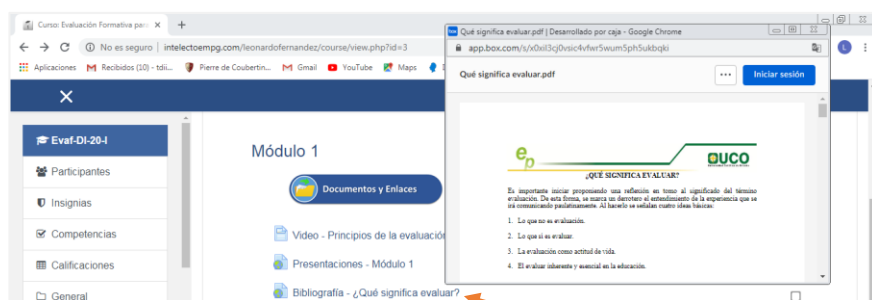 Curso: Evaluación Formativa para
No es seguro | intelectoempg.com/leonardofernandez/course/view.php?id=3
Aplicaciones Recibidos (10) - tdii... Pierre de Coubertin... Gmail YouTube Maps
Evaf-DI-20-I
Participantes
Insignias
Competencias
Calificaciones
General
Módulo 1
Documentos y Enlaces
Video - Principios de la evaluación
Presentaciones - Módulo 1
Bibliografía - ¿Qué significa evaluar?
Qué significa evaluar.pdf | Desarrollado por caja - Google Chrome
app.box.com/s/x0xil3cj0vsic4vfwr5wum5ph5ukbqki
Qué significa evaluar.pdf
... Iniciar sesión
ep OUCO
¿QUÉ SIGNIFICA EVALUAR?
Es importante iniciar proponiendo una reflexión en torno al significado del término
evaluación. De esta forma, se marca un derrotero al entendimiento de la experiencia que se
irá comunicando paulatinamente. Al hacerlo se señalan cuatro ideas básicas:
1. Lo que no es evaluación.
2. Lo que sí es evaluar.
3. La evaluación como actitud de vida.
4. El evaluar inherente y esencial en la educación.
L